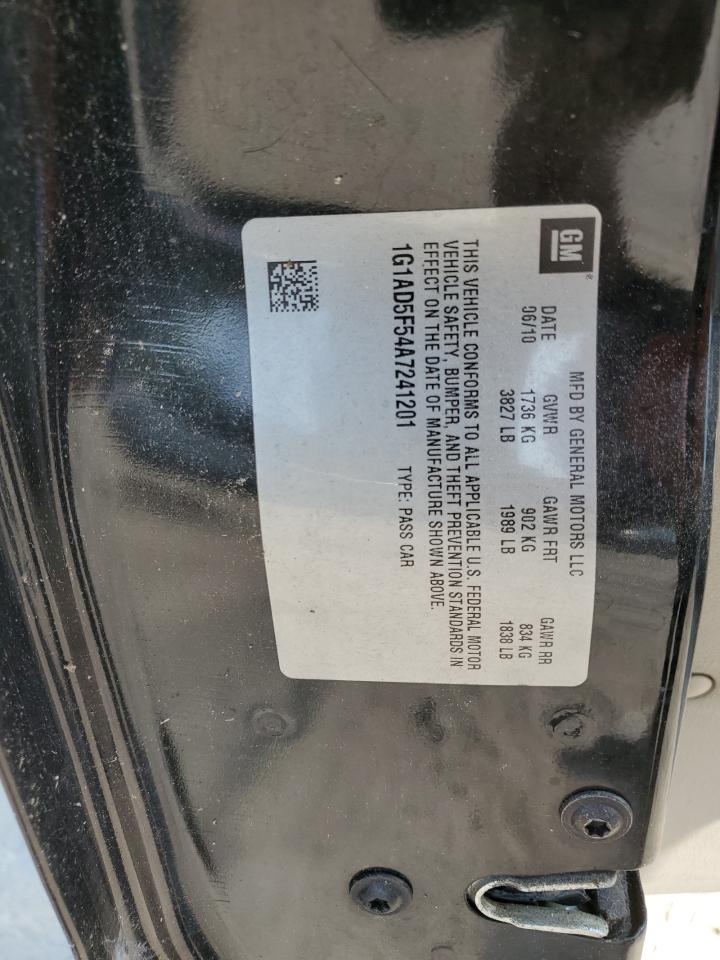 GM®
MFD BY GENERAL MOTORS LLC
DATE GVWR GAWR FRT GAWR RR
06/10 1736 KG 902 KG 834 KG
3827 LB 1989 LB 1838 LB
THIS VEHICLE CONFORMS TO ALL APPLICABLE U.S. FEDERAL MOTOR
VEHICLE SAFETY, BUMPER, AND THEFT PREVENTION STANDARDS IN
EFFECT ON THE DATE OF MANUFACTURE SHOWN ABOVE.
1G1AD5F54A7241201 TYPE: PASS CAR